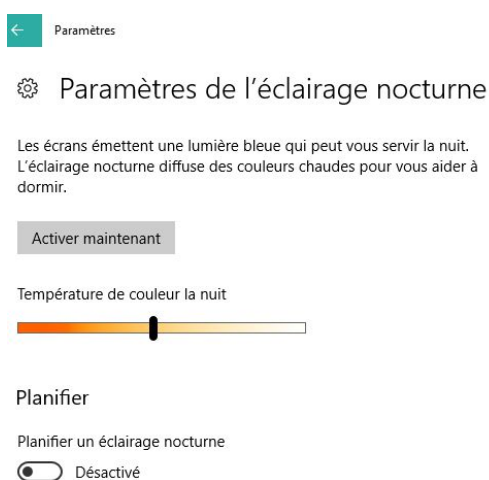 Paramètres
Paramètres de l’éclairage nocturne
Les écrans émettent une lumière bleue qui peut vous servir la nuit.
L’éclairage nocturne diffuse des couleurs chaudes pour vous aider à
dormir.
Activer maintenant
Température de couleur la nuit
Planifier
Planifier un éclairage nocturne
Désactivé